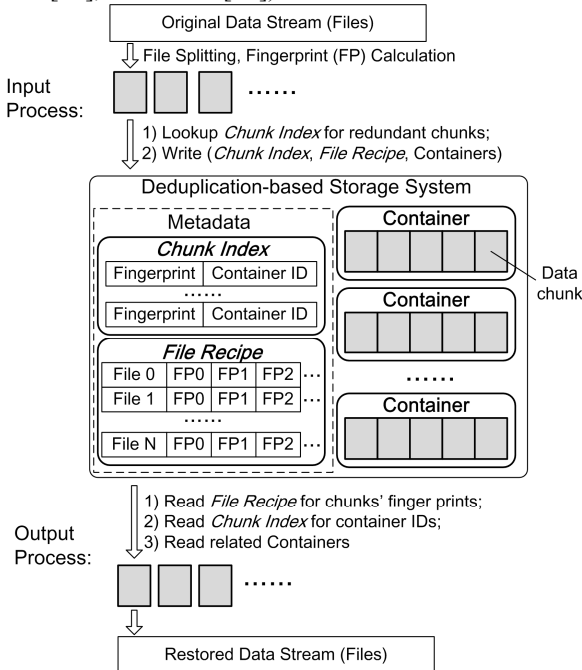 Original Data Stream (Files)
File Splitting, Fingerprint (FP) Calculation
Input
Process:
......
1) Lookup Chunk Index for redundant chunks;
2) Write (Chunk Index, File Recipe, Containers)
Deduplication-based Storage System
Metadata
Chunk Index
Fingerprint Container ID
......
Fingerprint Container ID
File Recipe
File 0 FP0 FP1 FP2 ...
File 1 FP0 FP1 FP2 ...
......
File N FP0 FP1 FP2 ...
Container
Data
chunk
Container
......
Container
1) Read File Recipe for chunks' finger prints;
2) Read Chunk Index for container IDs;
3) Read related Containers
Output
Process:
......
Restored Data Stream (Files)